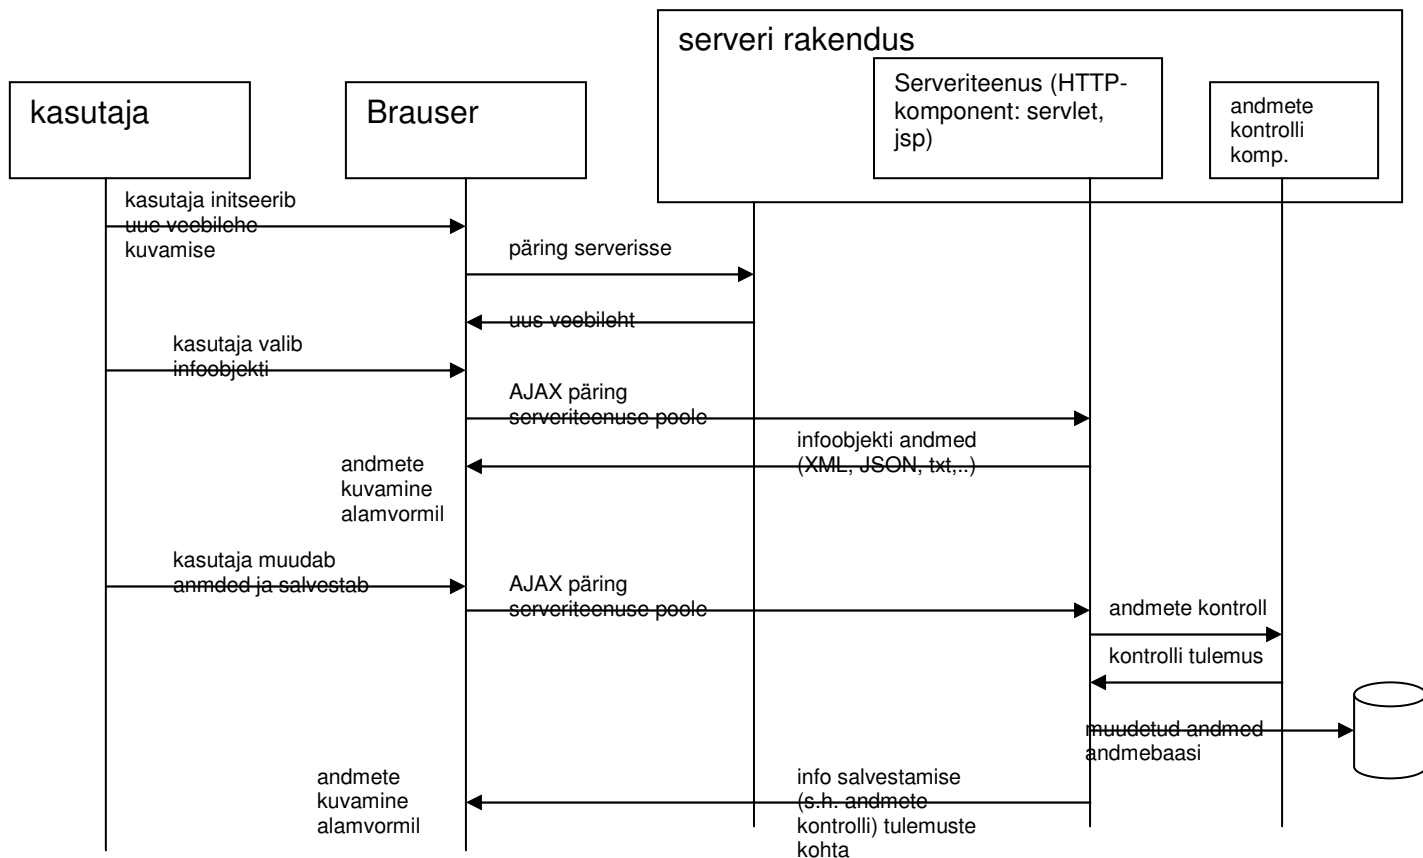 serveri rakendus
kasutaja
Brauser
Serveriteenus (HTTP-
komponent: servlet,
jsp)
andmete
kontrolli
komp.
kasutaja initseerib
uue veebilehe
kuvamise
päring serverisse
uus veebileht
kasutaja valib
infoobjekti
AJAX päring
serveriteenuse poole
infoobjekti andmed
(XML, JSON, txt,..)
andmete
kuvamine
alamvormil
kasutaja muudab
anmded ja salvestab
AJAX päring
serveriteenuse poole
andmete kontroll
kontrolli tulemus
muudetud andmed
andmebaasi
andmete
kuvamine
alamvormil
info salvestamise
(s.h. andmete
kontrolli) tulemuste
kohta